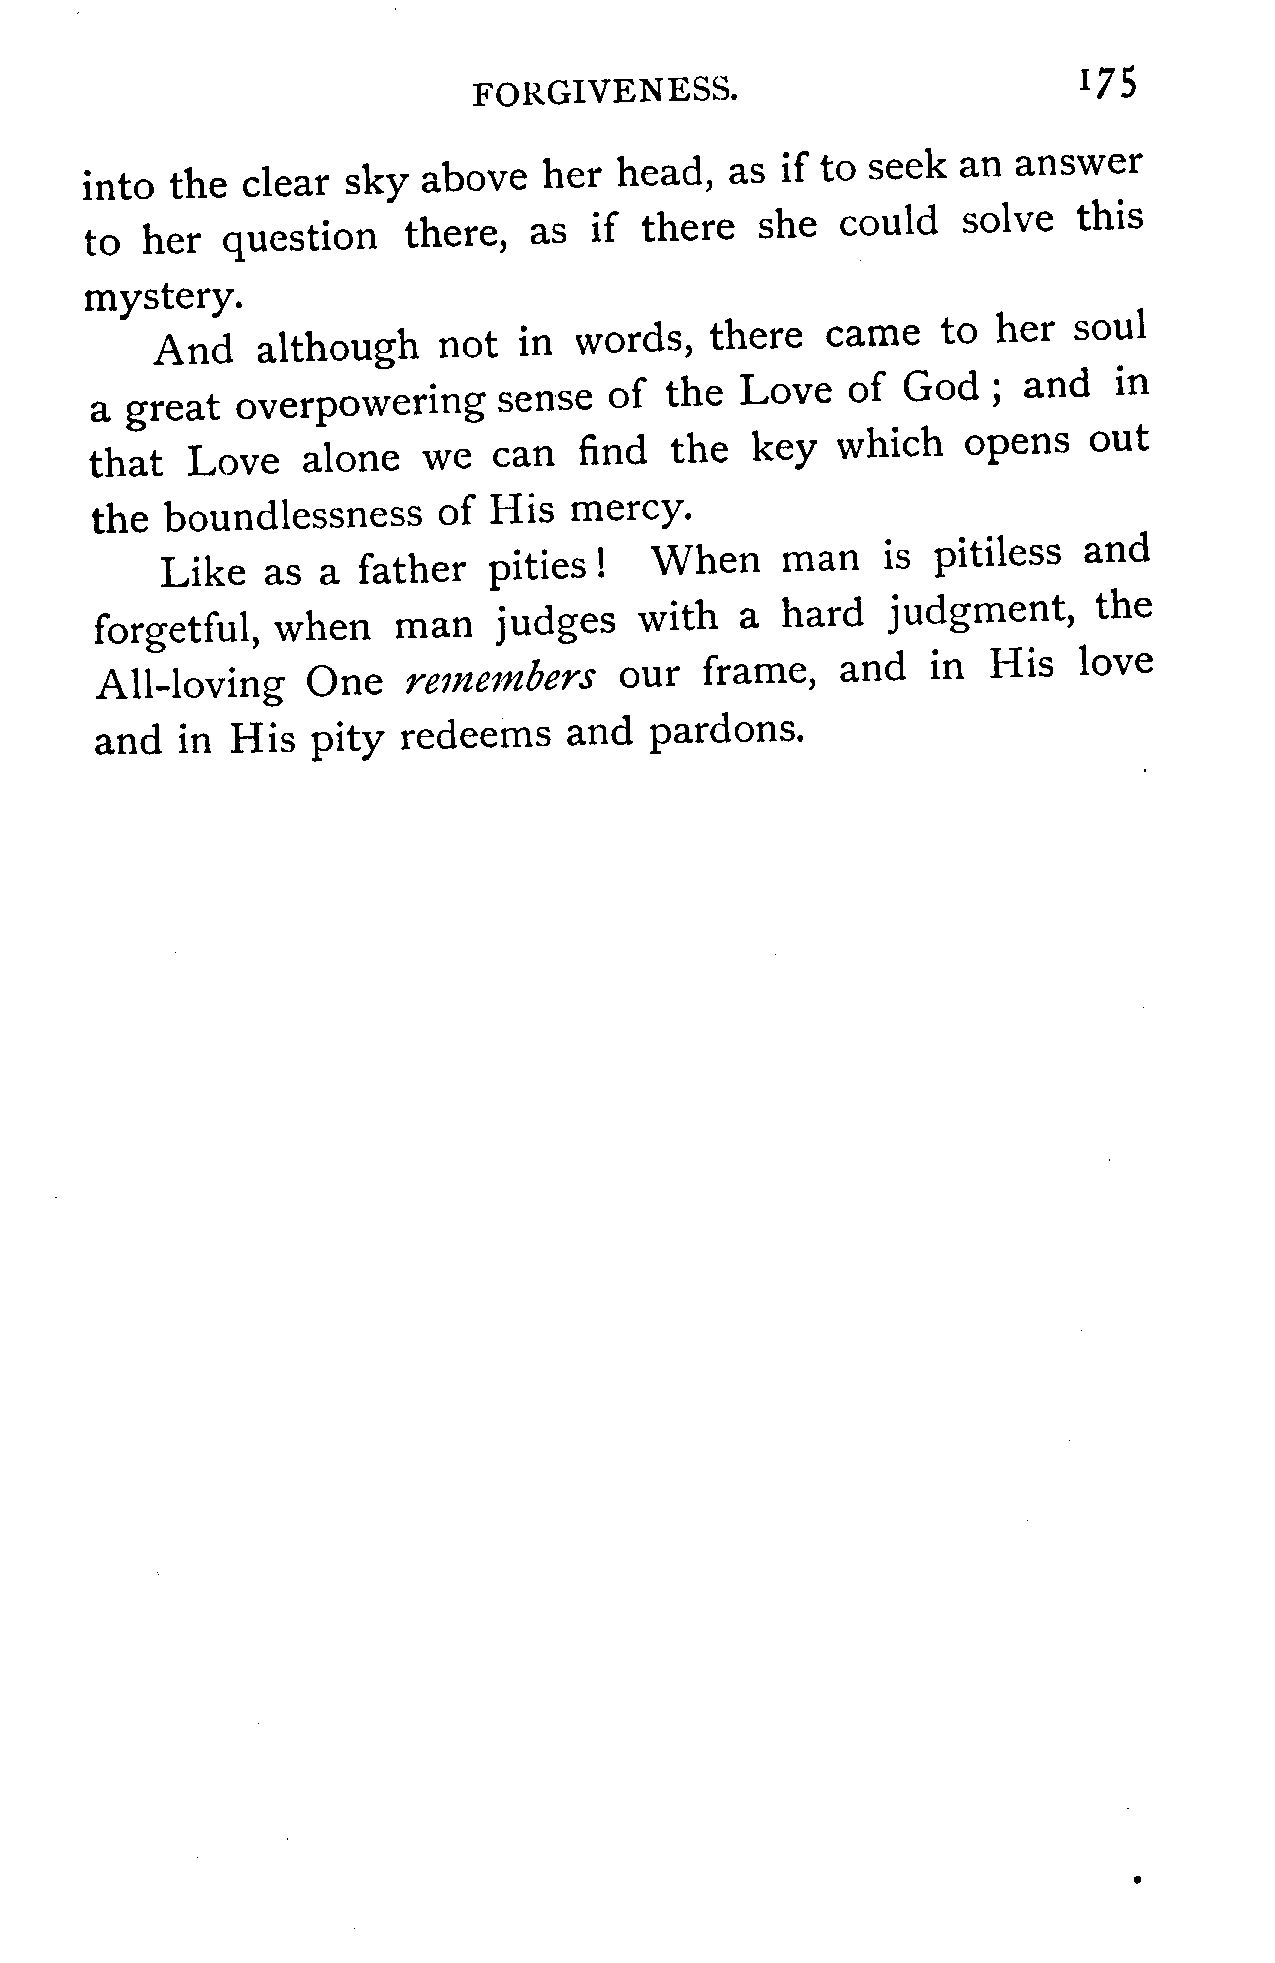 FORGIVENESS. 175
into the clear sky above her head, as if to seek an answer
to her question there, as if there she could solve this
mystery.
And although not in words, there came to her soul
a great overpowering sense of the Love of God ; and in
that Love alone we can find the key which opens out
the boundlessness of His mercy.
Like as a father pities ! When man is pitiless and
forgetful, when man judges with a hard judgment, the
All-loving One remembers our frame, and in His love
and in His pity redeems and pardons.